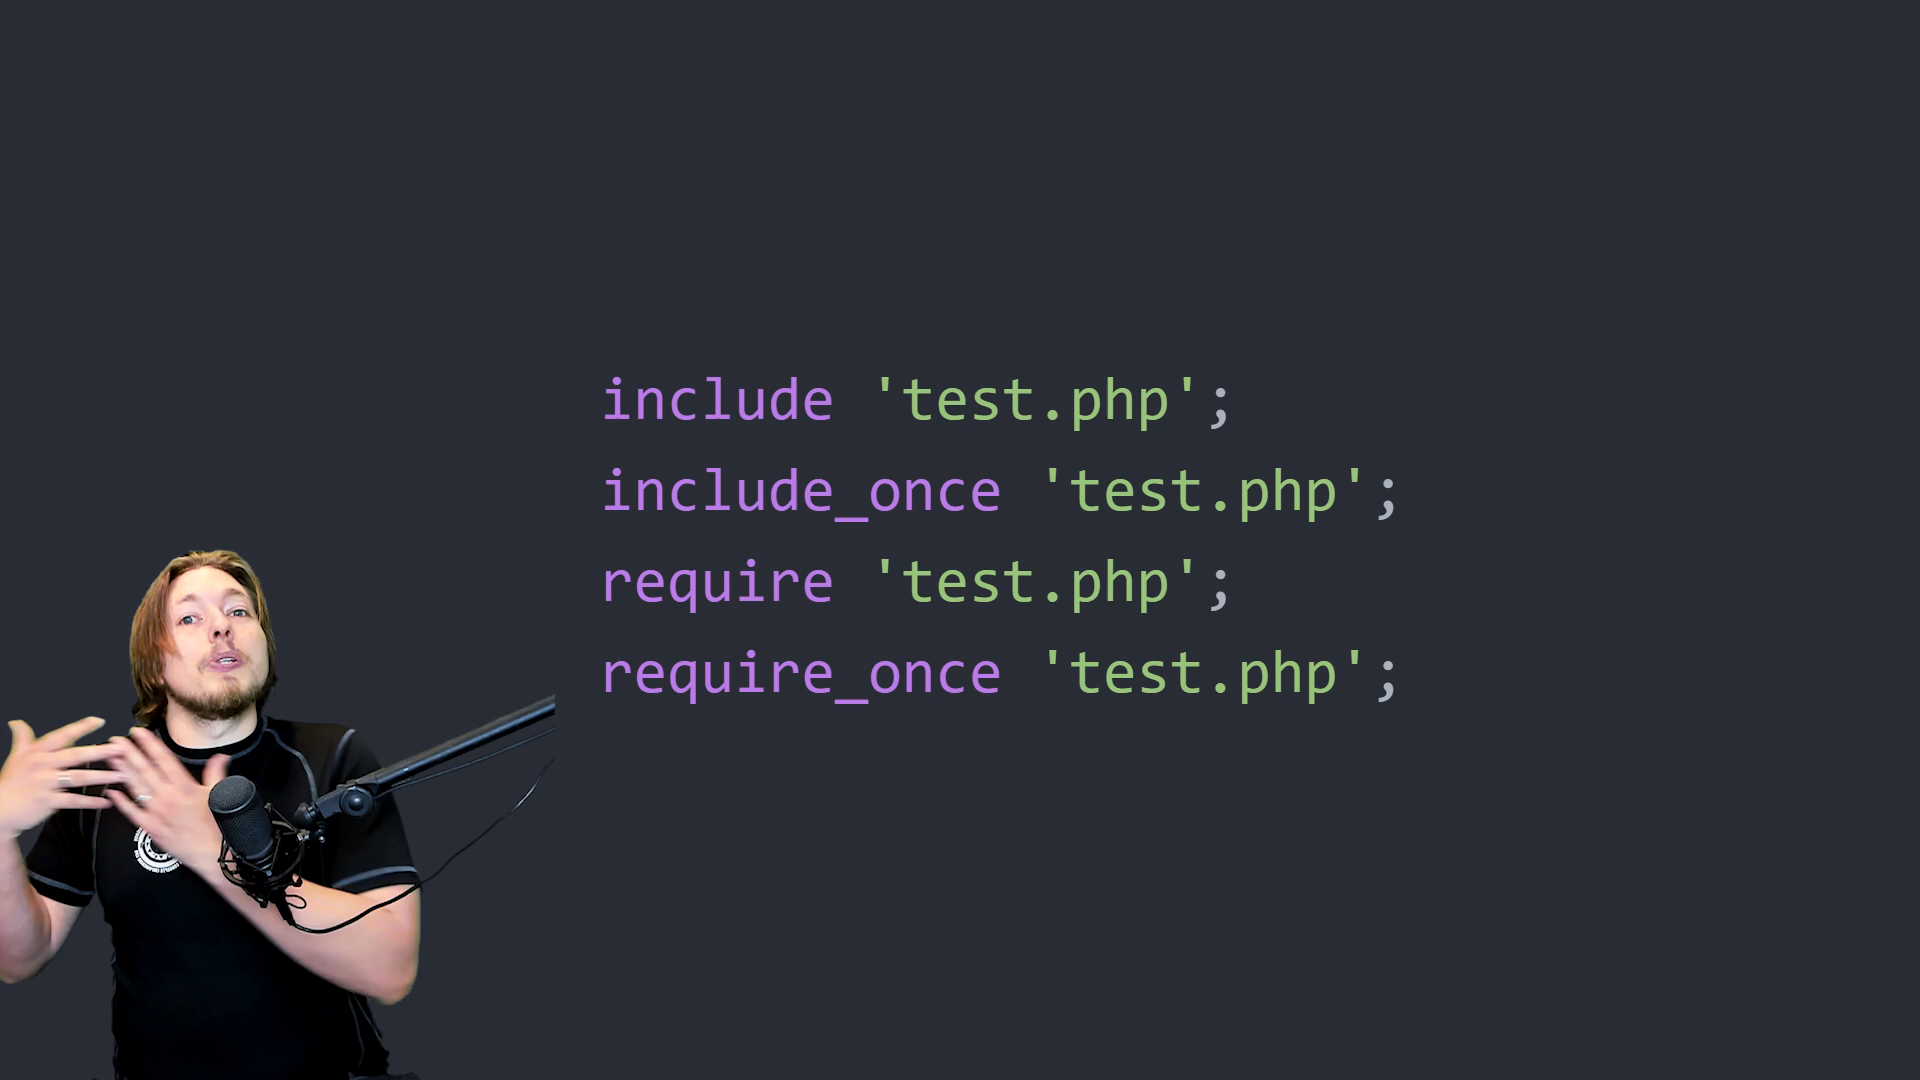 include 'test.php';
include_once 'test.php';
require 'test.php';
require_once 'test.php';